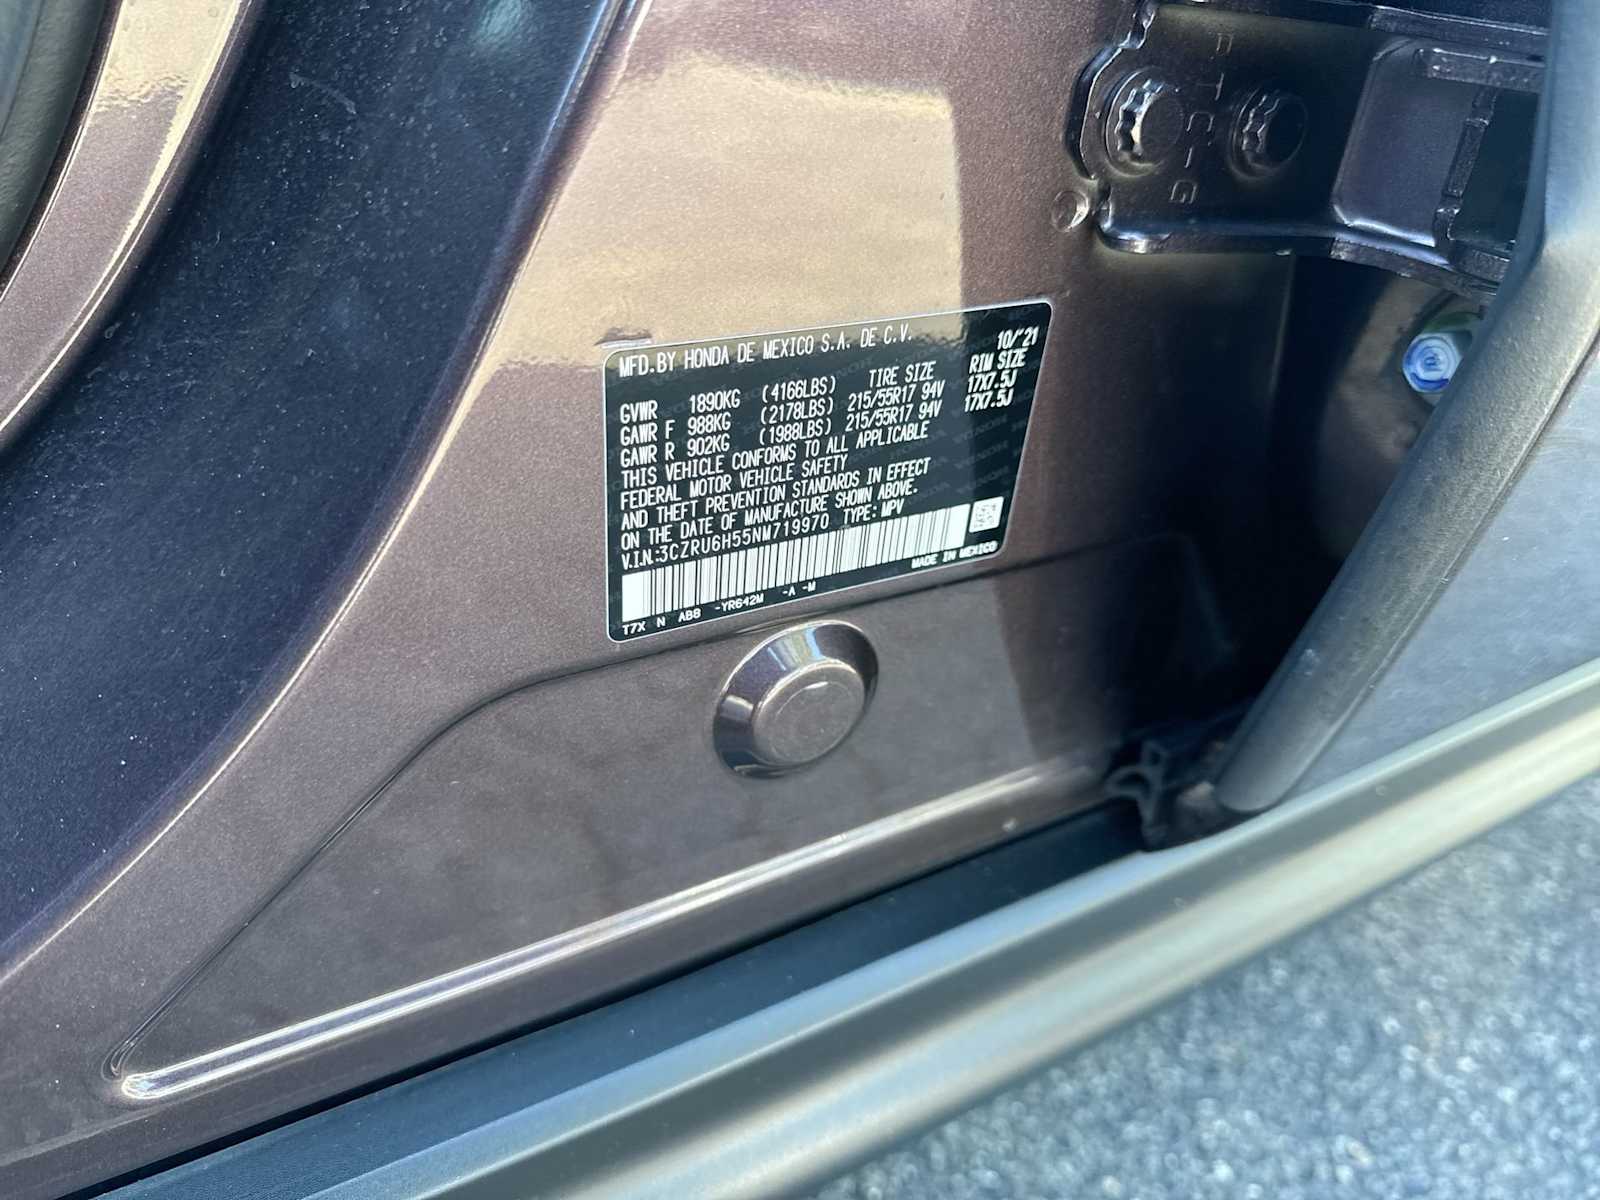 MFD.BY HONDA DE MEXICO S.A. DE C.V. 10/'21
TIRE SIZE RIM SIZE
GVWR 1890KG (4166LBS)
GAWR F 988KG (2178LBS) 215/55R17 94V 17X7.5J
GAWR R 902KG (1988LBS) 215/55R17 94V 17X7.5J
THIS VEHICLE CONFORMS TO ALL APPLICABLE
FEDERAL MOTOR VEHICLE SAFETY
AND THEFT PREVENTION STANDARDS IN EFFECT
ON THE DATE OF MANUFACTURE SHOWN ABOVE.
V.I.N.:3CZRU6H55NM719970 TYPE: MPV
MADE IN MEXICO
T7X N AB8 -YR642M -A -M